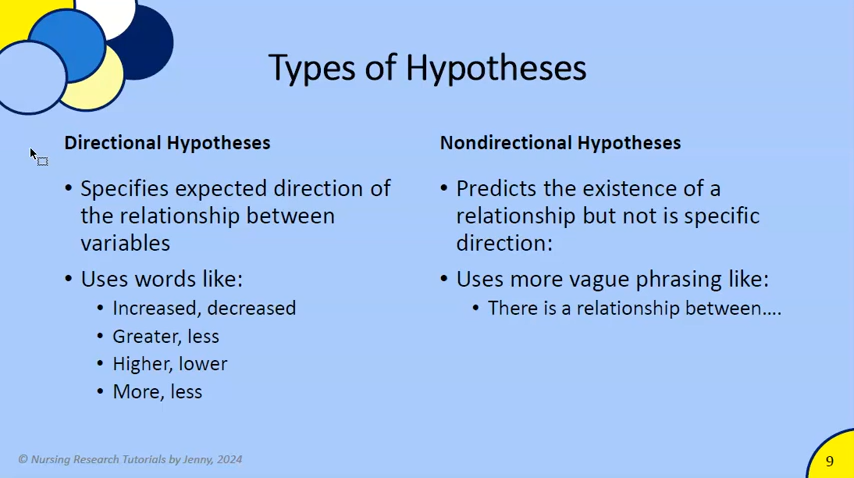 Types of Hypotheses
Directional Hypotheses
• Specifies expected direction of
the relationship between
variables
• Uses words like:
• Increased, decreased
• Greater, less
• Higher, lower
• More, less
Nondirectional Hypotheses
• Predicts the existence of a
relationship but not is specific
direction:
• Uses more vague phrasing like:
• There is a relationship between....
© Nursing Research Tutorials by Jenny, 2024
9